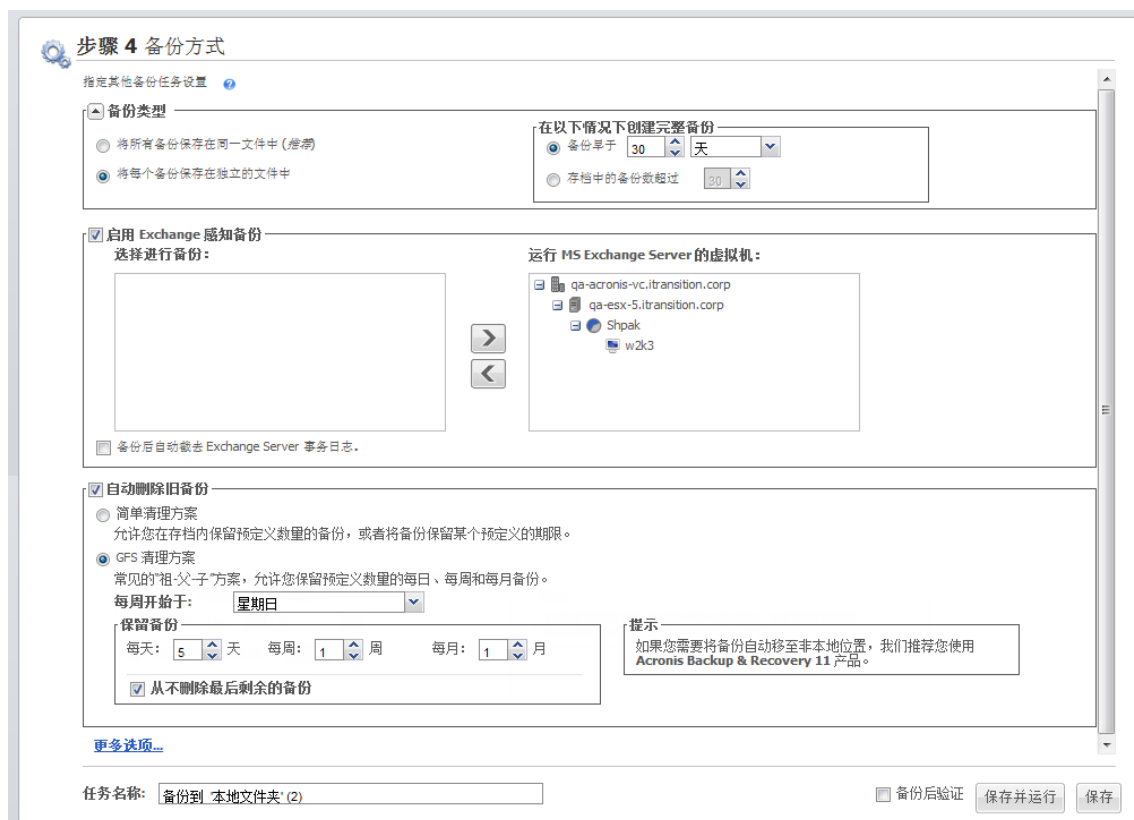 步骤 4 备份方式
指定其他备份任务设置
备份类型
将所有备份保存在同一文件中 (推荐)
将每个备份保存在独立的文件中
在以下情况下创建完整备份
备份早于 30 天
存档中的备份数超过 30
启用 Exchange 感知备份
选择进行备份：
运行 MS Exchange Server 的虚拟机：
qa-acronis-vc.itransition.corp
qa-esx-5.itransition.corp
Shpak
w2k3
备份后自动截去 Exchange Server 事务日志。
自动删除旧备份
简单清理方案
允许您在存档内保留预定义数量的备份，或者将备份保留某个预定义的期限。
GFS 清理方案
常见的"祖-父-子"方案，允许您保留预定义数量的每日、每周和每月备份。
每周开始于: 星期日
保留备份
每天: 5 天 每周: 1 周 每月: 1 月
从不删除最后剩余的备份
提示
如果您需要将备份自动移至非本地位置，我们推荐您使用
Acronis Backup & Recovery 11 产品。
更多选项...
任务名称: 备份到 '本地文件夹' (2)
备份后验证 保存并运行 保存